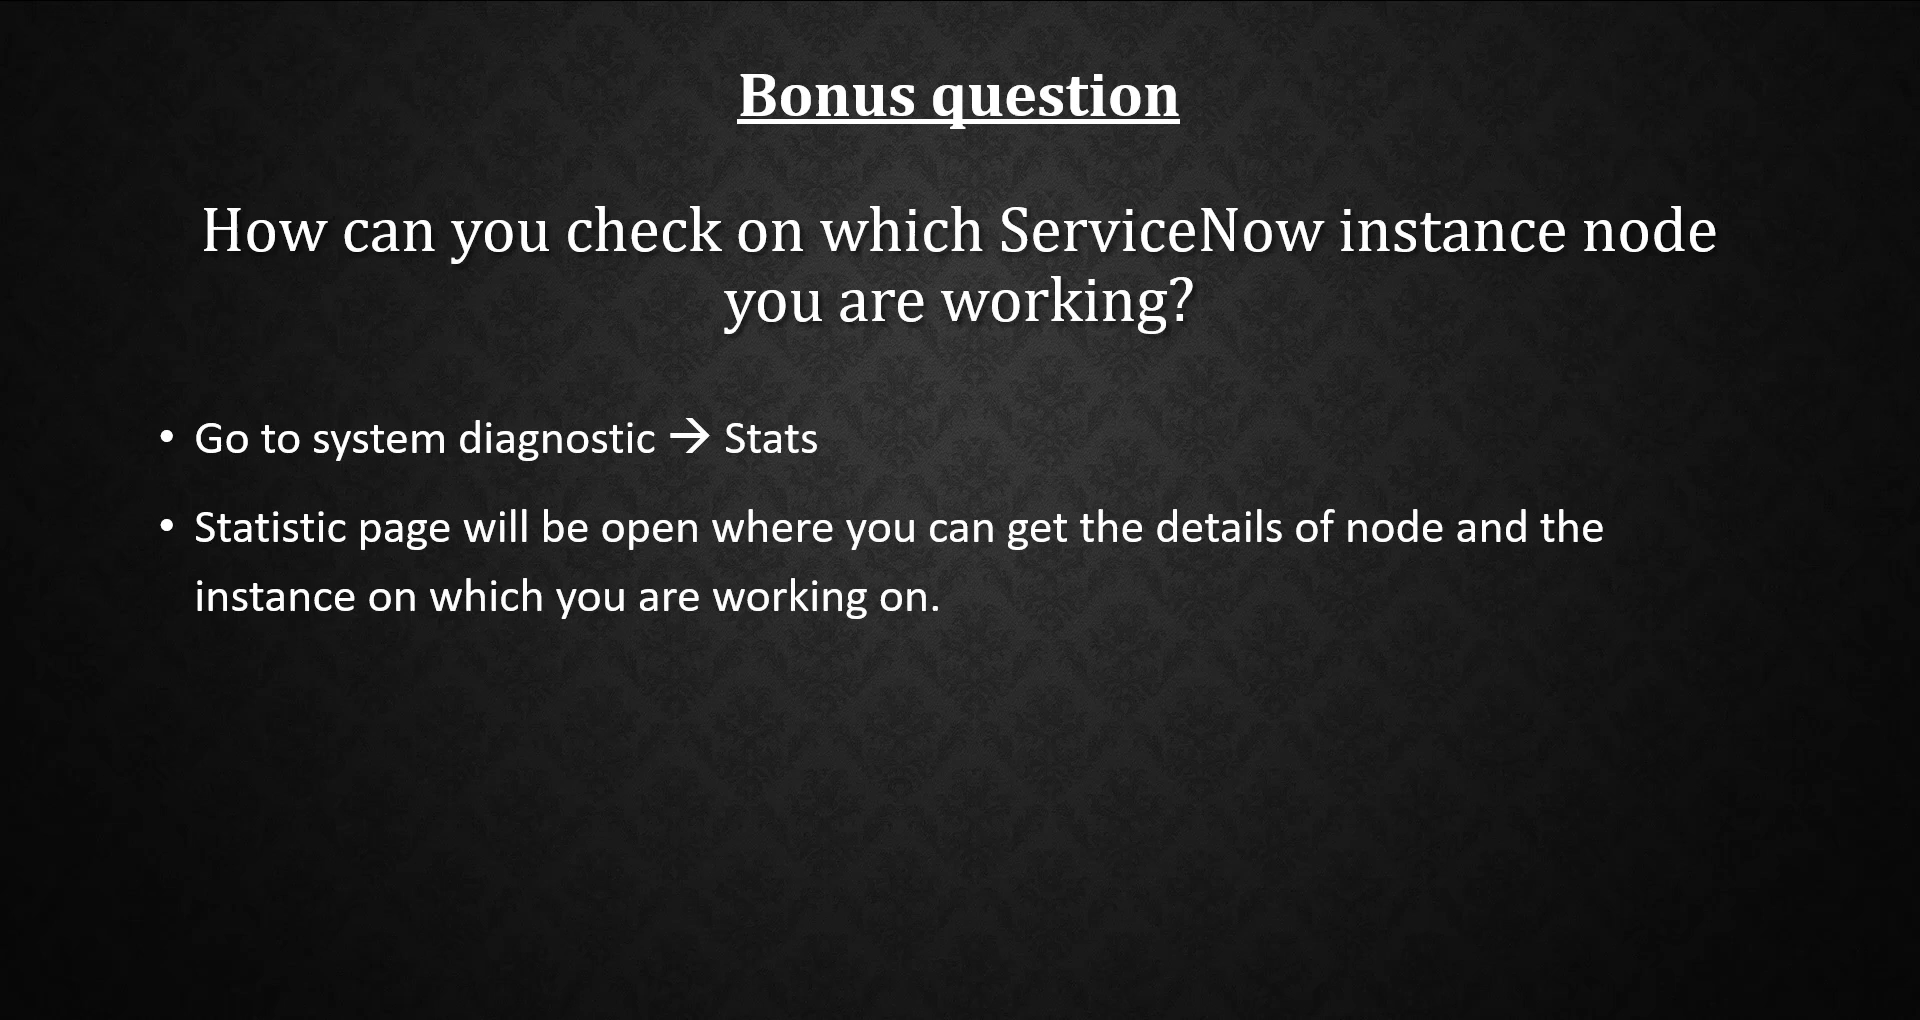 Bonus question
How can you check on which ServiceNow instance node
you are working?
• Go to system diagnostic → Stats
• Statistic page will be open where you can get the details of node and the
instance on which you are working on.